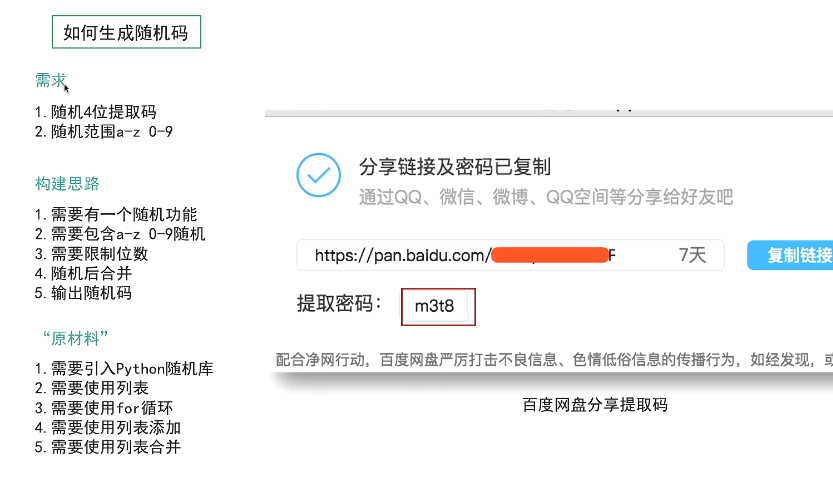 如何生成随机码
需求
1.随机4位提取码
2.随机范围a-z 0-9
构建思路
1.需要有一个随机功能
2.需要包含a-z 0-9随机
3.需要限制位数
4.随机后合并
5.输出随机码
“原材料”
1.需要引入Python随机库
2.需要使用列表
3.需要使用for循环
4.需要使用列表添加
5.需要使用列表合并
分享链接及密码已复制
通过QQ、微信、微博、QQ空间等分享给好友吧
https://pan.baidu.com/ F 7天
复制链接
提取密码： m3t8
配合净网行动，百度网盘严厉打击不良信息、色情低俗信息的传播行为，如经发现，
百度网盘分享提取码